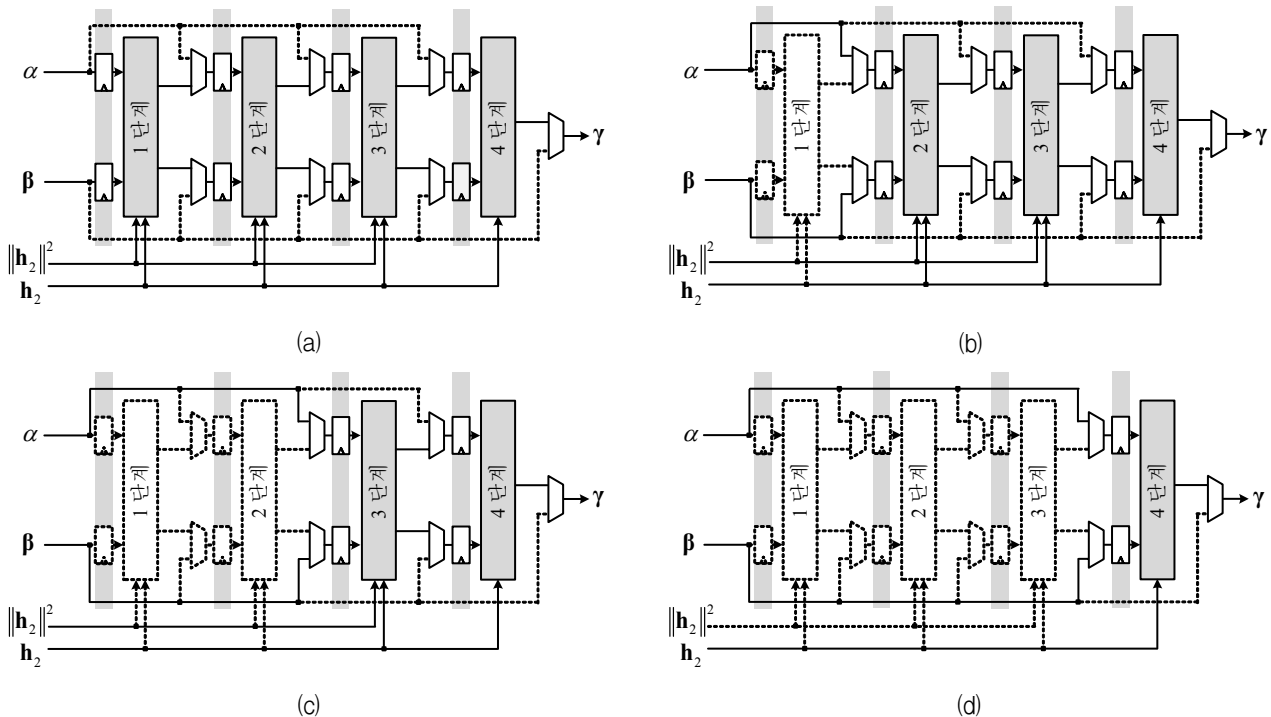 α
β
1 단계
2 단계
3 단계
4 단계
γ
||h₂||²
h₂
(a)
α
β
1 단계
2 단계
3 단계
4 단계
γ
||h₂||²
h₂
(b)
α
β
1 단계
2 단계
3 단계
4 단계
γ
||h₂||²
h₂
(c)
α
β
1 단계
2 단계
3 단계
4 단계
γ
||h₂||²
h₂
(d)